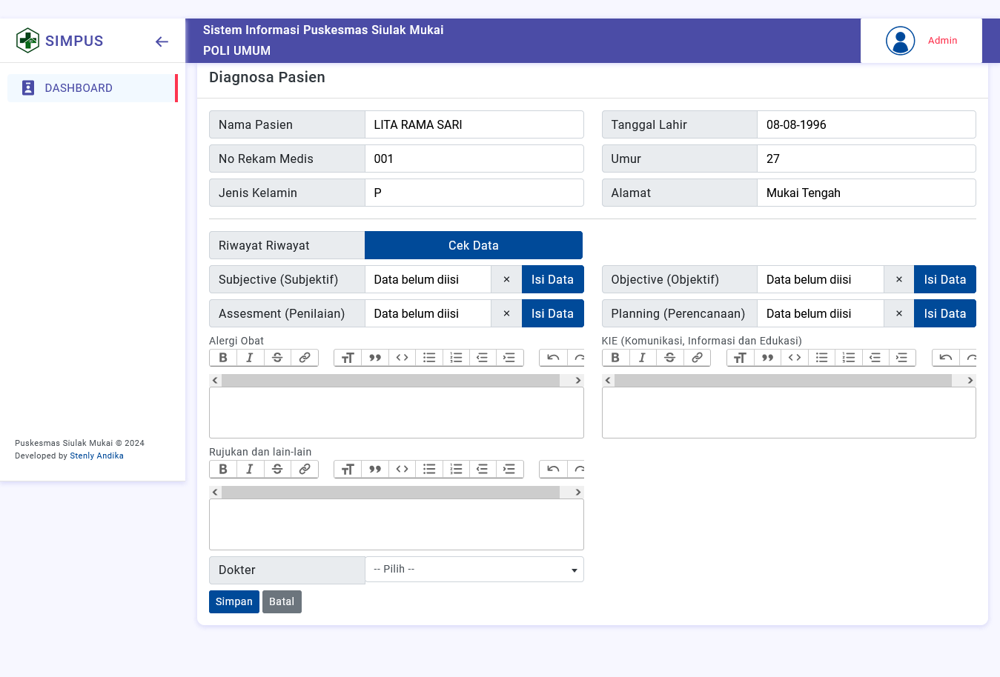 SIMPUS
Sistem Informasi Puskesmas Siulak Mukai
POLI UMUM
Admin
DASHBOARD
Diagnosa Pasien
Nama Pasien LITA RAMA SARI
Tanggal Lahir 08-08-1996
No Rekam Medis 001
Umur 27
Jenis Kelamin P
Alamat Mukai Tengah
Riwayat Riwayat Cek Data
Subjective (Subjektif) Data belum diisi × Isi Data
Objective (Objektif) Data belum diisi × Isi Data
Assesment (Penilaian) Data belum diisi × Isi Data
Planning (Perencanaan) Data belum diisi × Isi Data
Alergi Obat
KIE (Komunikasi, Informasi dan Edukasi)
Rujukan dan lain-lain
Dokter -- Pilih --
Simpan Batal
Puskesmas Siulak Mukai © 2024
Developed by Stenly Andika